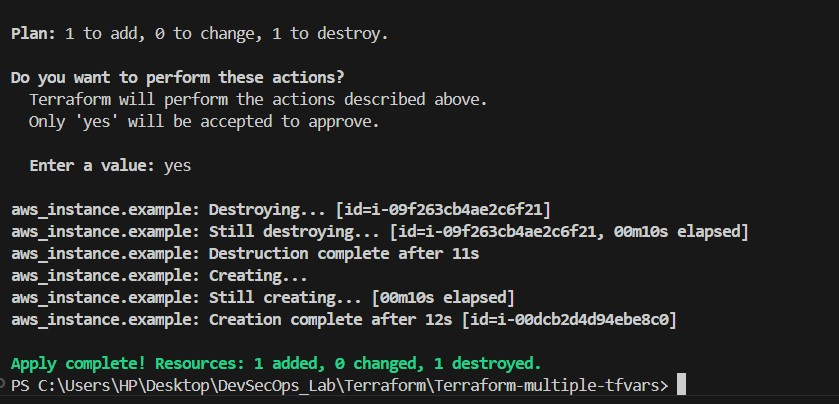 Plan: 1 to add, 0 to change, 1 to destroy.
Do you want to perform these actions?
Terraform will perform the actions described above.
Only 'yes' will be accepted to approve.
Enter a value: yes
aws_instance.example: Destroying... [id=i-09f263cb4ae2c6f21]
aws_instance.example: Still destroying... [id=i-09f263cb4ae2c6f21, 00m10s elapsed]
aws_instance.example: Destruction complete after 11s
aws_instance.example: Creating...
aws_instance.example: Still creating... [00m10s elapsed]
aws_instance.example: Creation complete after 12s [id=i-00dcb2d4d94ebe8c0]
Apply complete! Resources: 1 added, 0 changed, 1 destroyed.
PS C:\Users\HP\Desktop\DevSecOps_Lab\Terraform\Terraform-multiple-tfvars>